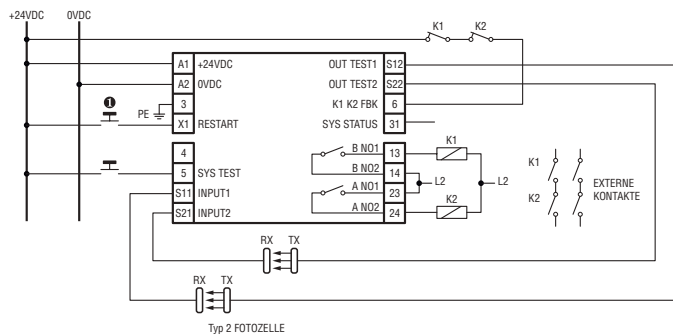 +24VDC 0VDC
K1 K2
A1 +24VDC OUT TEST1 S12
A2 0VDC OUT TEST2 S22
PE 3 K1 K2 FBK 6
1
X1 RESTART SYS STATUS 31
4 B NO1 13 K1
5 SYS TEST B NO2 14
S11 INPUT1 A NO1 23 L2 L2
S21 INPUT2 A NO2 24 K2
K1
K2
EXTERNE
KONTAKTE
RX TX
RX TX
Typ 2 FOTOZELLE